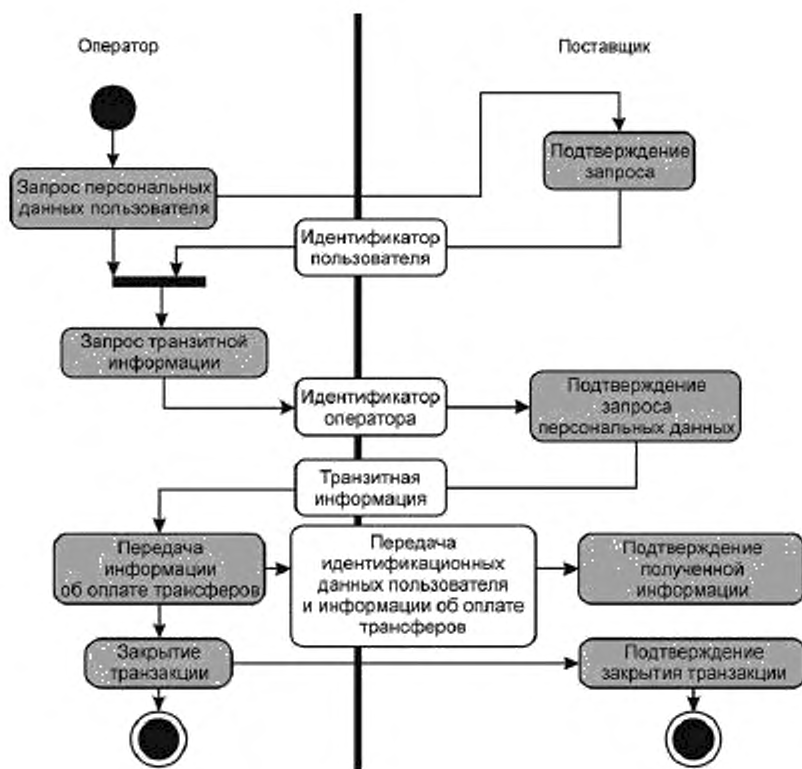 Оператор
Поставщик
Запрос персональных
данных пользователя
Подтверждение
запроса
Идентификатор
пользователя
Запрос транзитной
информации
Идентификатор
оператора
Подтверждение
запроса
персональных данных
Транзитная
информация
Передача
информации
об оплате трансферов
Передача
идентификационных
данных пользователя
и информации об оплате
трансферов
Подтверждение
полученной
информации
Закрытие
транзакции
Подтверждение
закрытия транзакции